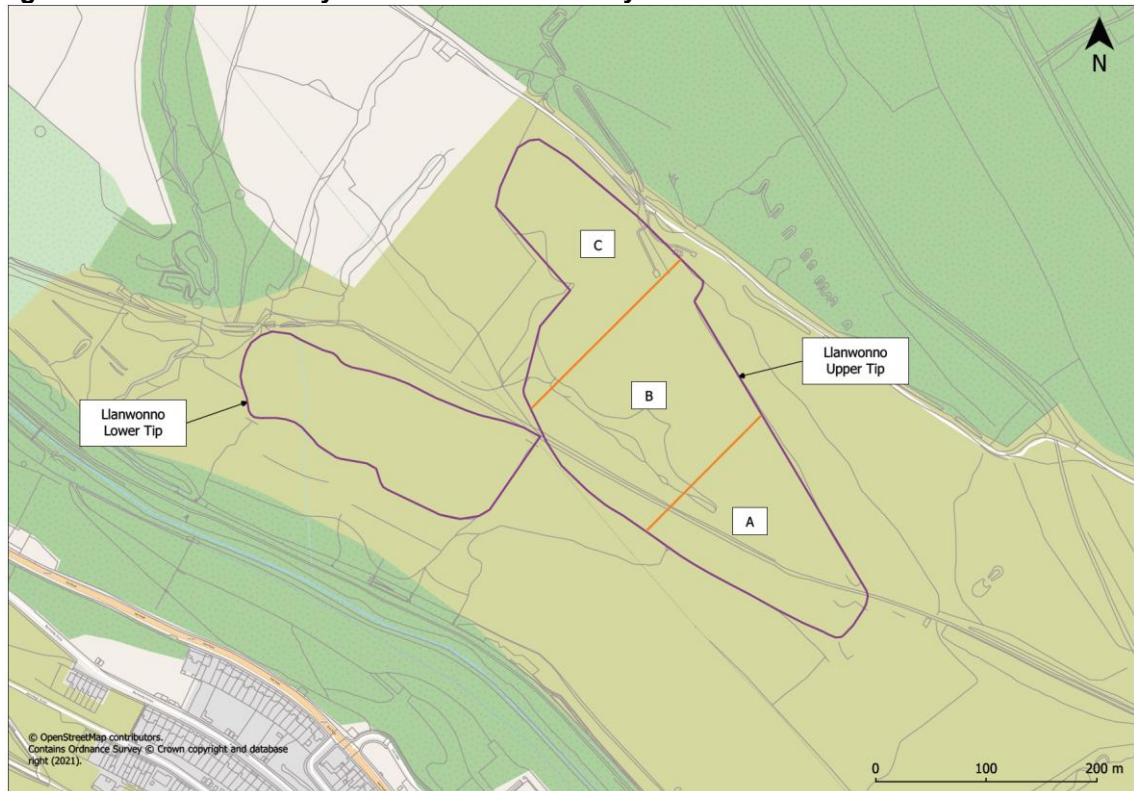 N
C
Llanwonno
Upper Tip
B
Llanwonno
Lower Tip
A
© OpenStreetMap contributors.
Contains Ordnance Survey © Crown copyright and database
right (2021).
0 100 200 m